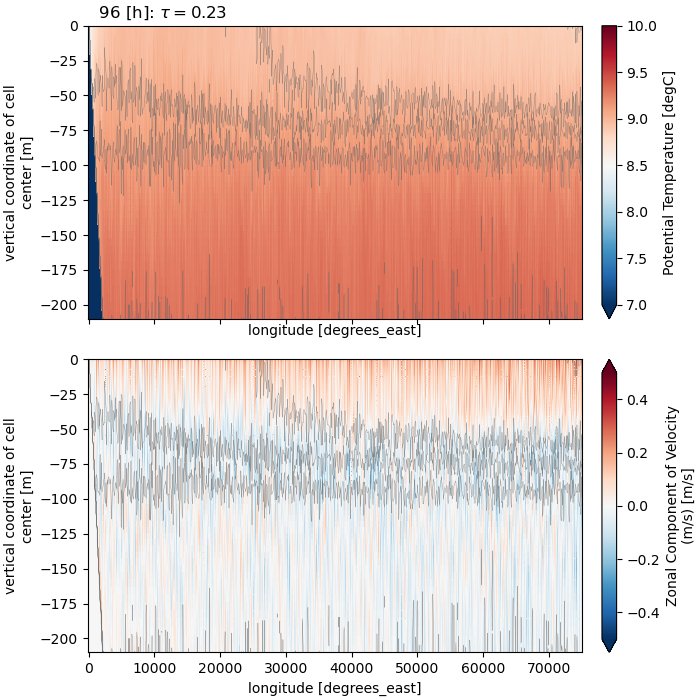 96 [h]: τ = 0.23
0
−25
−50
−75
−100
−125
−150
−175
−200
vertical coordinate of cell
center [m]
longitude [degrees_east]
10.0
9.5
9.0
8.5
8.0
7.5
7.0
Potential Temperature [degC]
0
−25
−50
−75
−100
−125
−150
−175
−200
vertical coordinate of cell
center [m]
0 10000 20000 30000 40000 50000 60000 70000
longitude [degrees_east]
0.4
0.2
0.0
−0.2
−0.4
Zonal Component of Velocity
(m/s) [m/s]